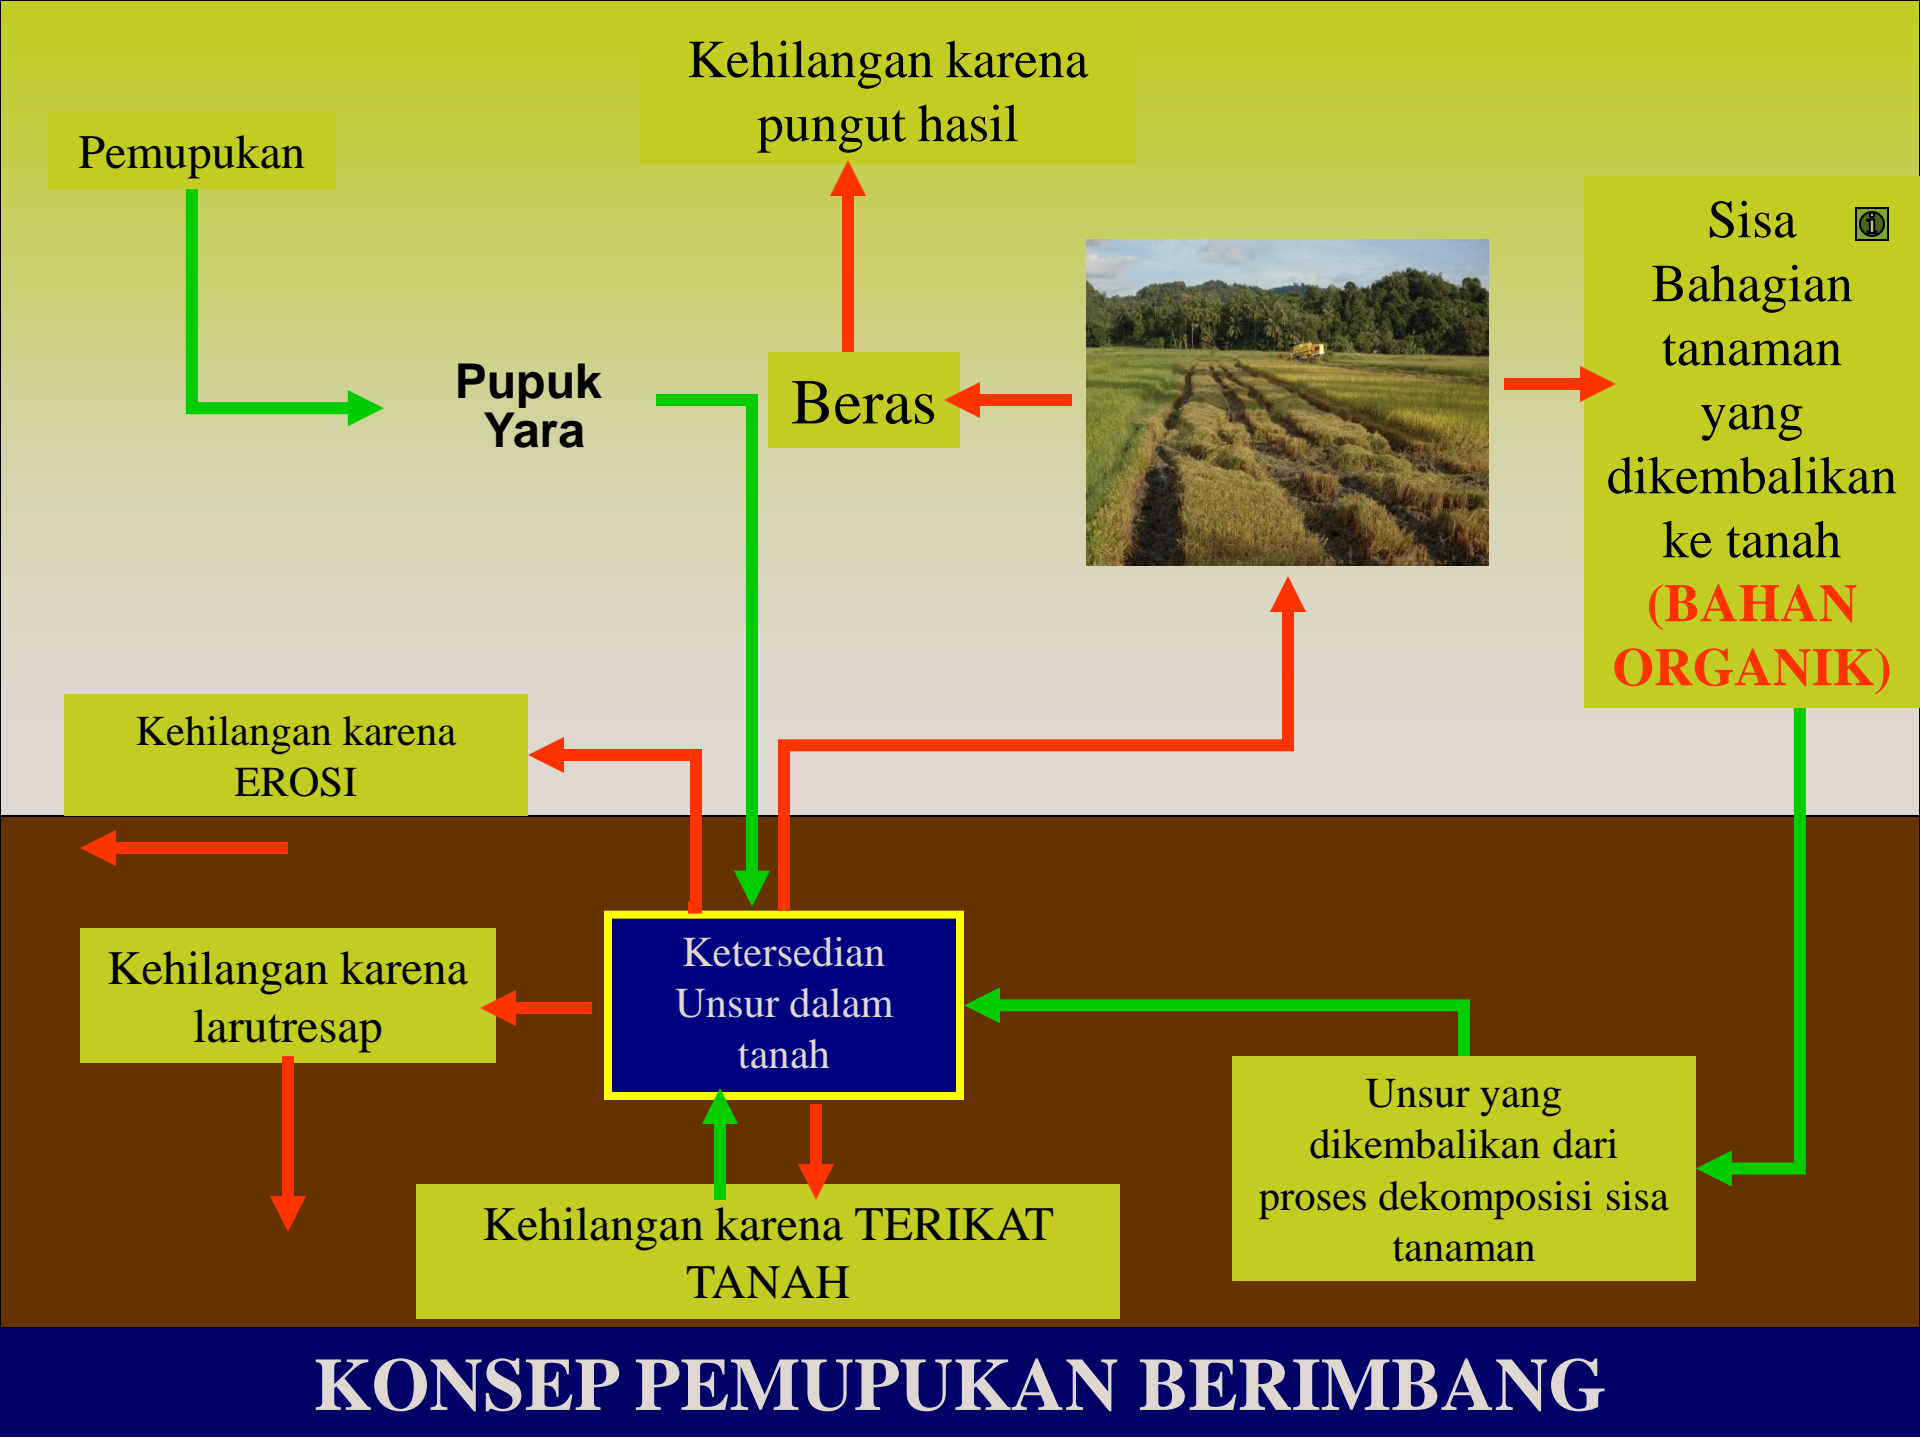 Kehilangan karena
pungut hasil
Pemupukan
Sisa
Bahagian
tanaman
yang
dikembalikan
ke tanah
(BAHAN
ORGANIK)
Pupuk
Yara
Beras
Kehilangan karena
EROSI
Kehilangan karena
larutresap
Ketersedian
Unsur dalam
tanah
Unsur yang
dikembalikan dari
proses dekomposisi sisa
tanaman
Kehilangan karena TERIKAT
TANAH
KONSEP PEMUPUKAN BERIMBANG